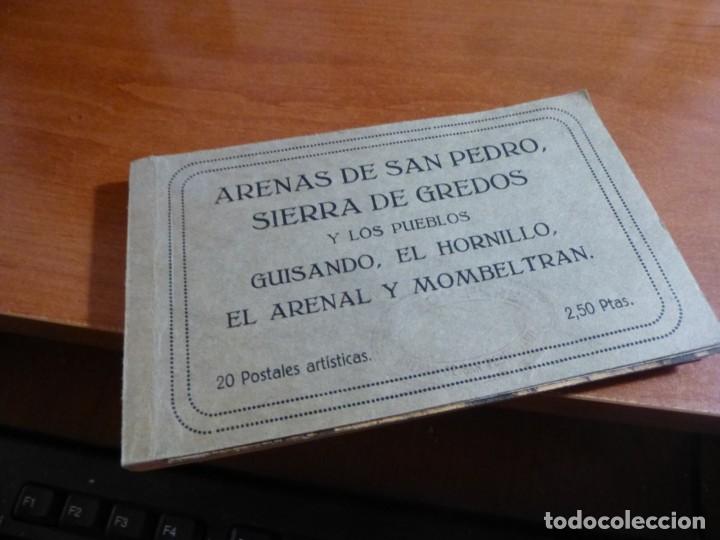 ARENAS DE SAN PEDRO,
SIERRA DE GREDOS
Y LOS PUEBLOS
GUISANDO, EL HORNILLO,
EL ARENAL Y MOMBELTRAN.
20 Postales artísticas.
2,50 Ptas.
F1
F2
F3
F4
todocoleccion